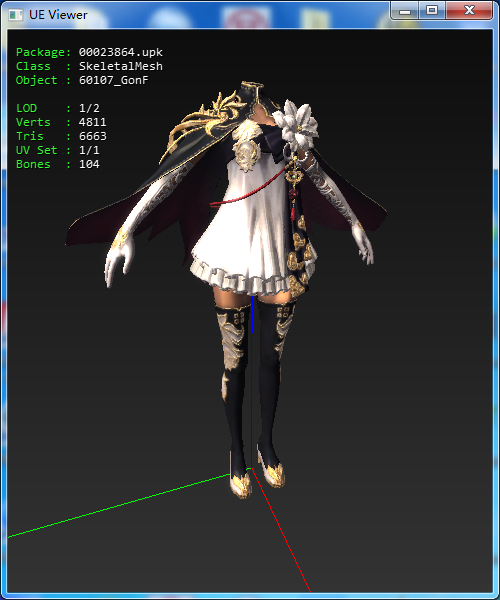 UE Viewer
Package: 00023864.upk
Class : SkeletalMesh
Object : 60107_GonF
LOD : 1/2
Verts : 4811
Tris : 6663
UV Set : 1/1
Bones : 104